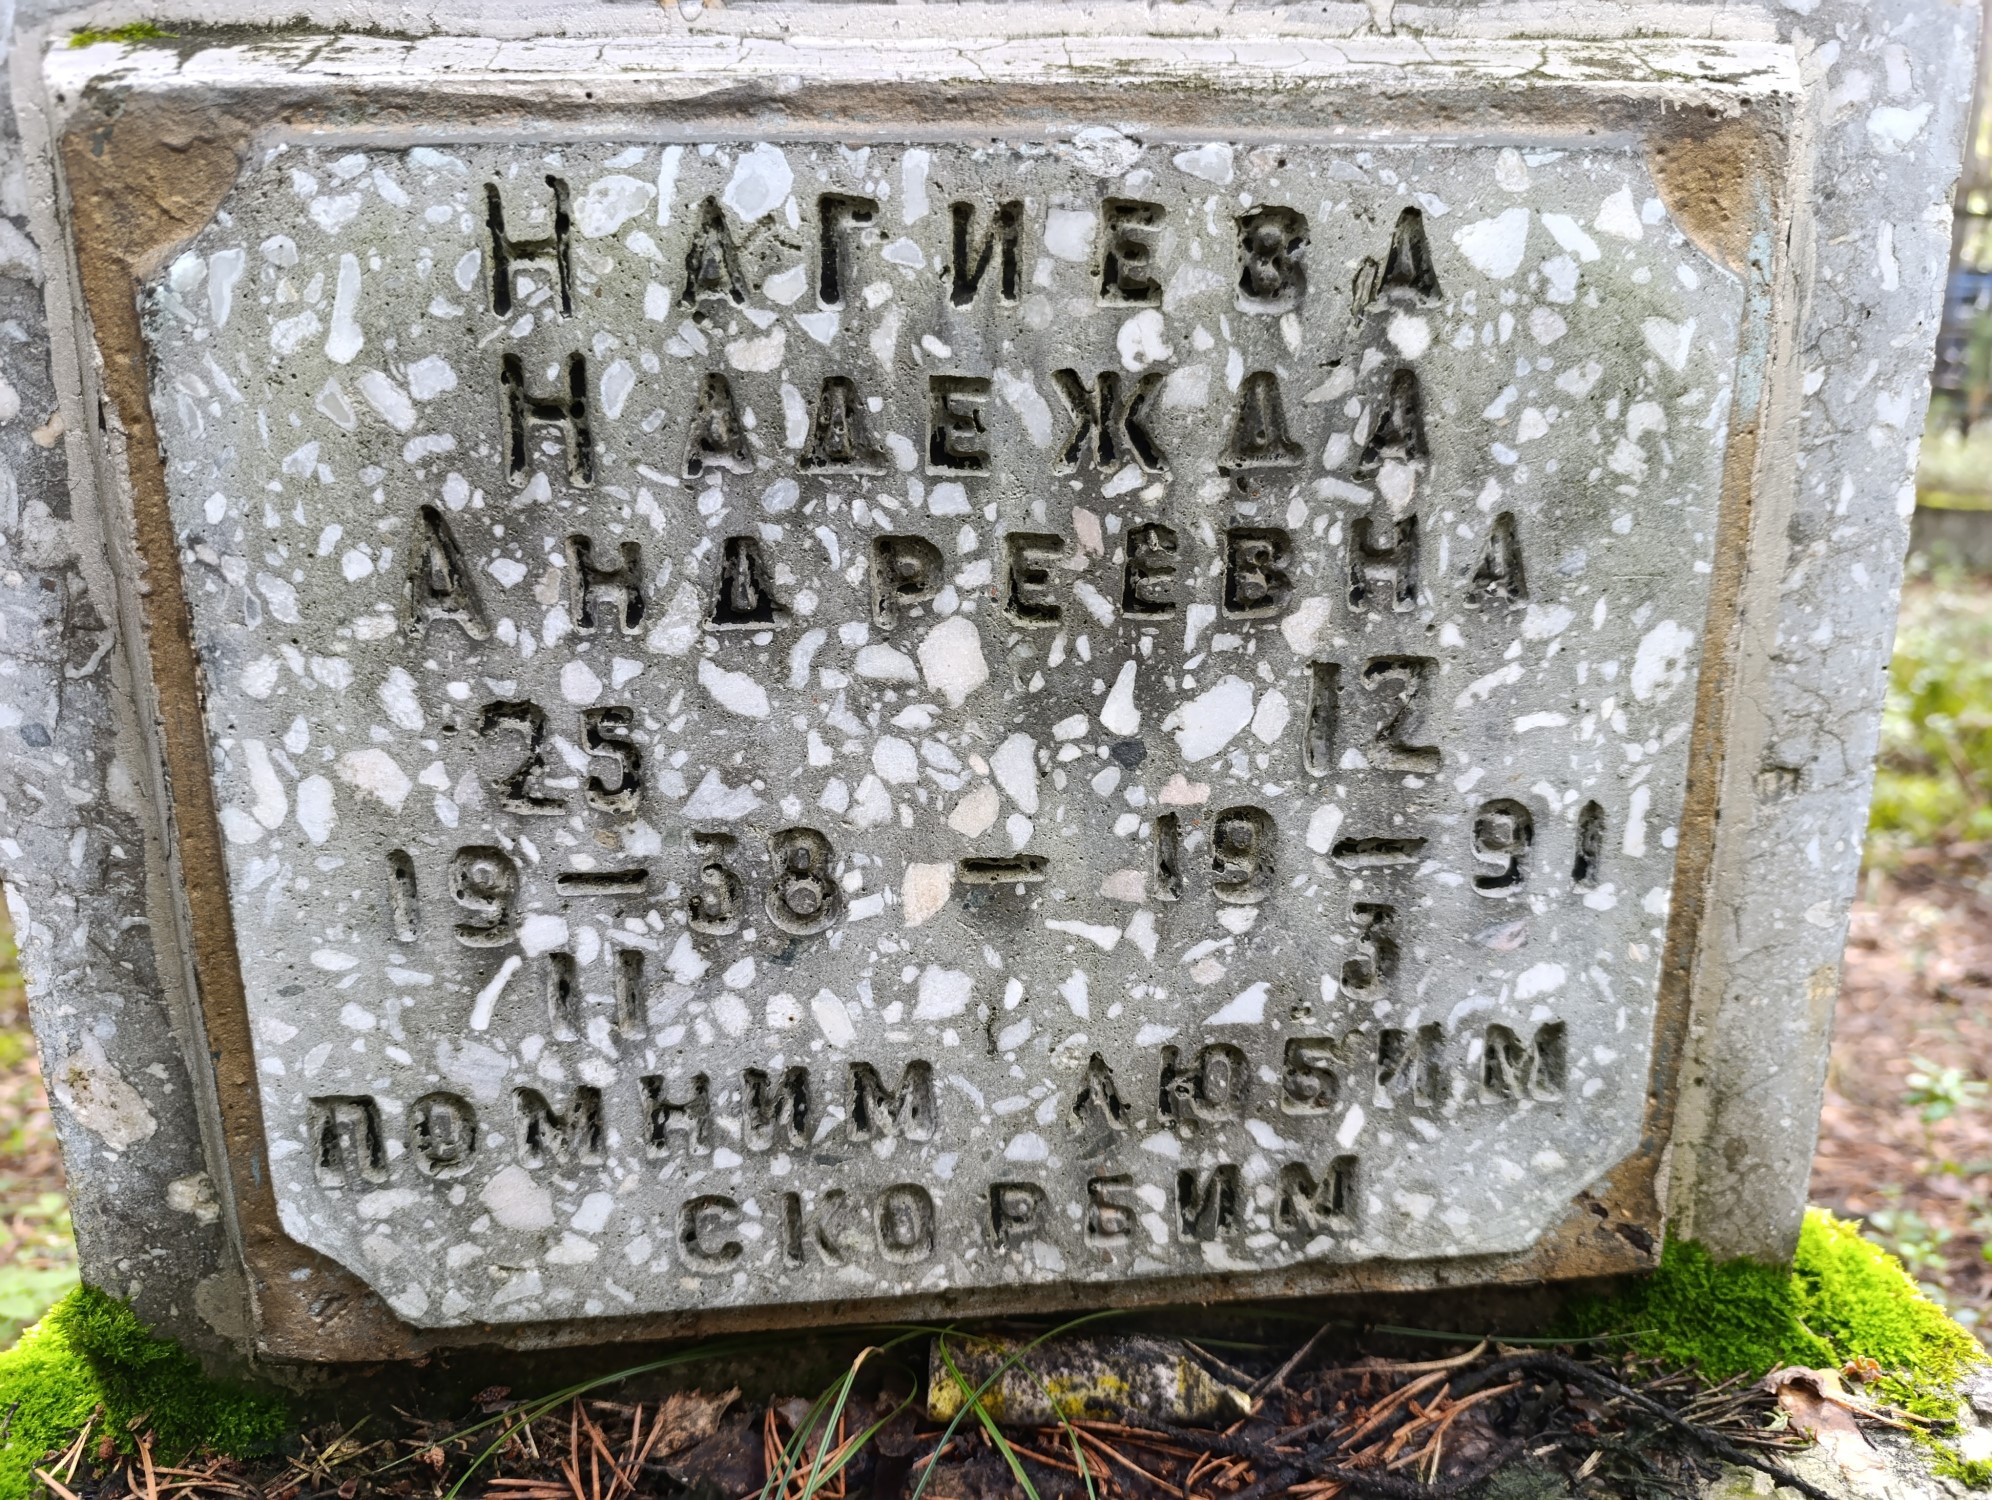 НАГИЕВА
НАДЕЖДА
АНДРЕЕВНА
25 12
19 — 38 — 19 — 91
11 3
ПОМНИМ ЛЮБИМ
СКОРБИМ